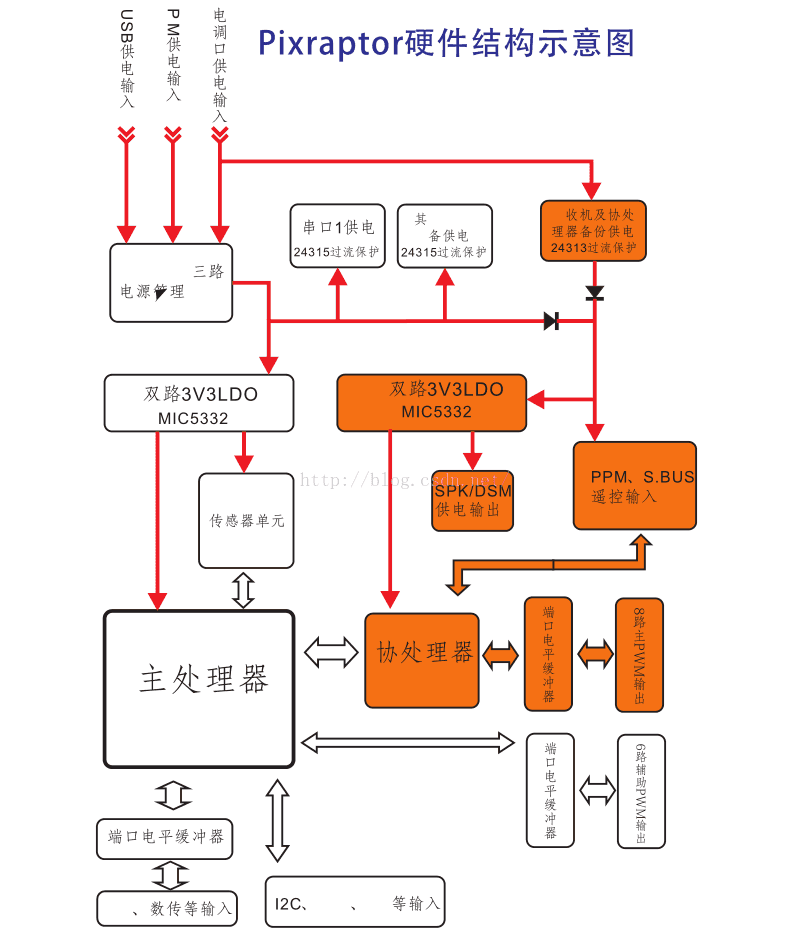 Pixraptor硬件结构示意图
USB供电输入
PM供电输入
电调口供电输入
串口1供电
24315过流保护
其
备供电
24315过流保护
收机及协处
理器备份供电
24313过流保护
三路
电源管理
双路3V3LDO
MIC5332
双路3V3LDO
MIC5332
http://blog.csdn.net
传感器单元
SPK/DSM
供电输出
PPM、S.BUS
遥控输入
主处理器
协处理器
端口电平缓冲器
8路主PWM输出
端口电平缓冲器
6路辅助PWM输出
端口电平缓冲器
、数传等输入
I2C、 、 等输入